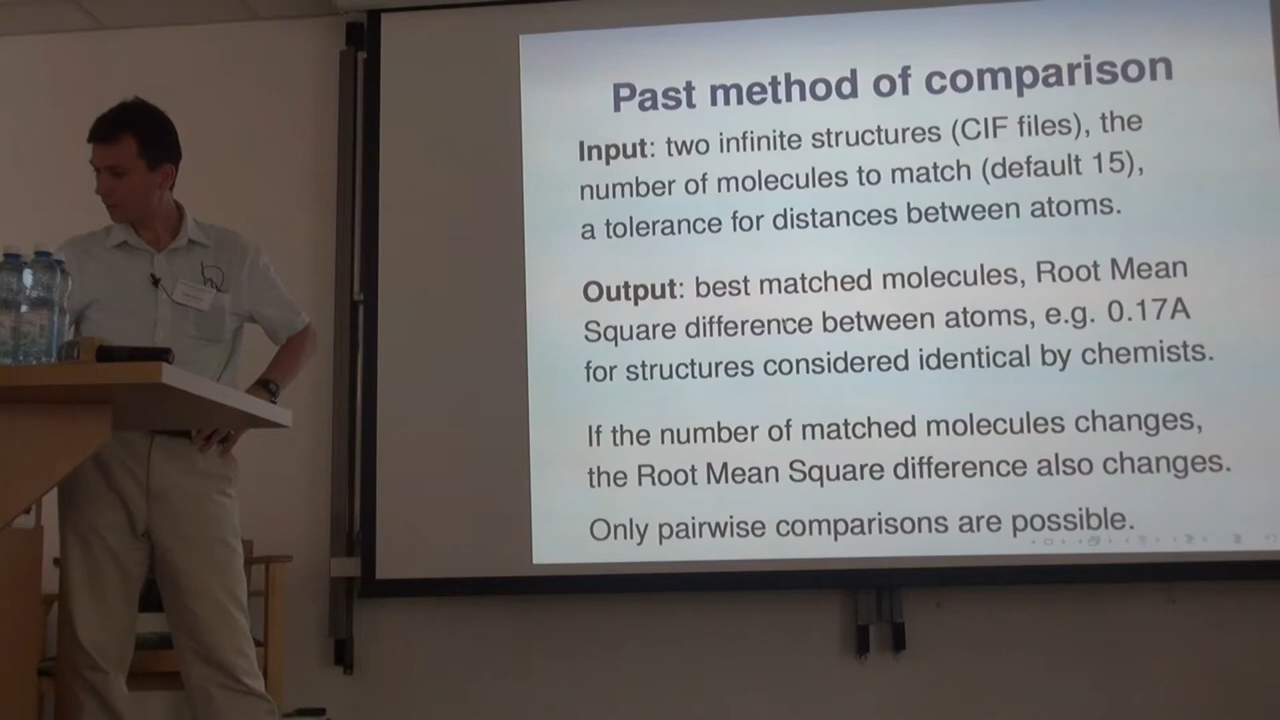 Past method of comparison
Input: two infinite structures (CIF files), the
number of molecules to match (default 15),
a tolerance for distances between atoms.
Output: best matched molecules, Root Mean
Square difference between atoms, e.g. 0.17A
for structures considered identical by chemists.
If the number of matched molecules changes,
the Root Mean Square difference also changes.
Only pairwise comparisons are possible.